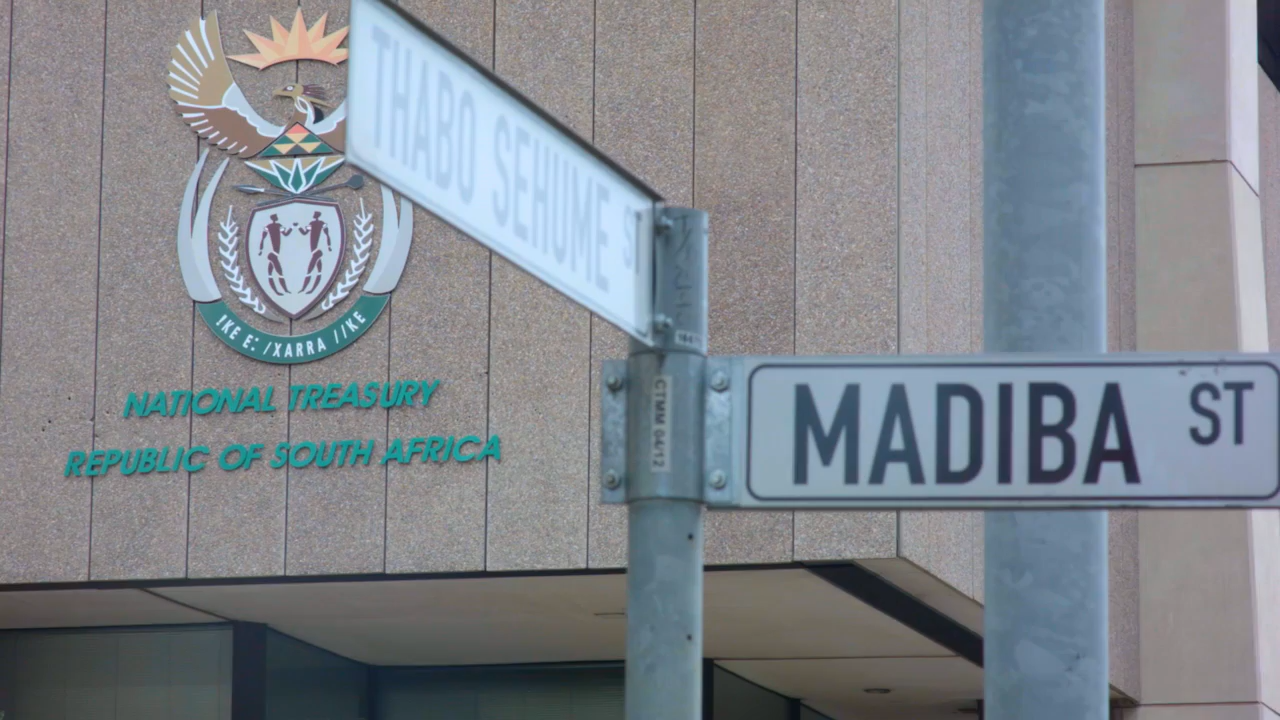 THABO SEHUME ST
!KE E: /XARRA //KE
NATIONAL TREASURY
REPUBLIC OF SOUTH AFRICA
MADIBA ST
CTMM 04/12